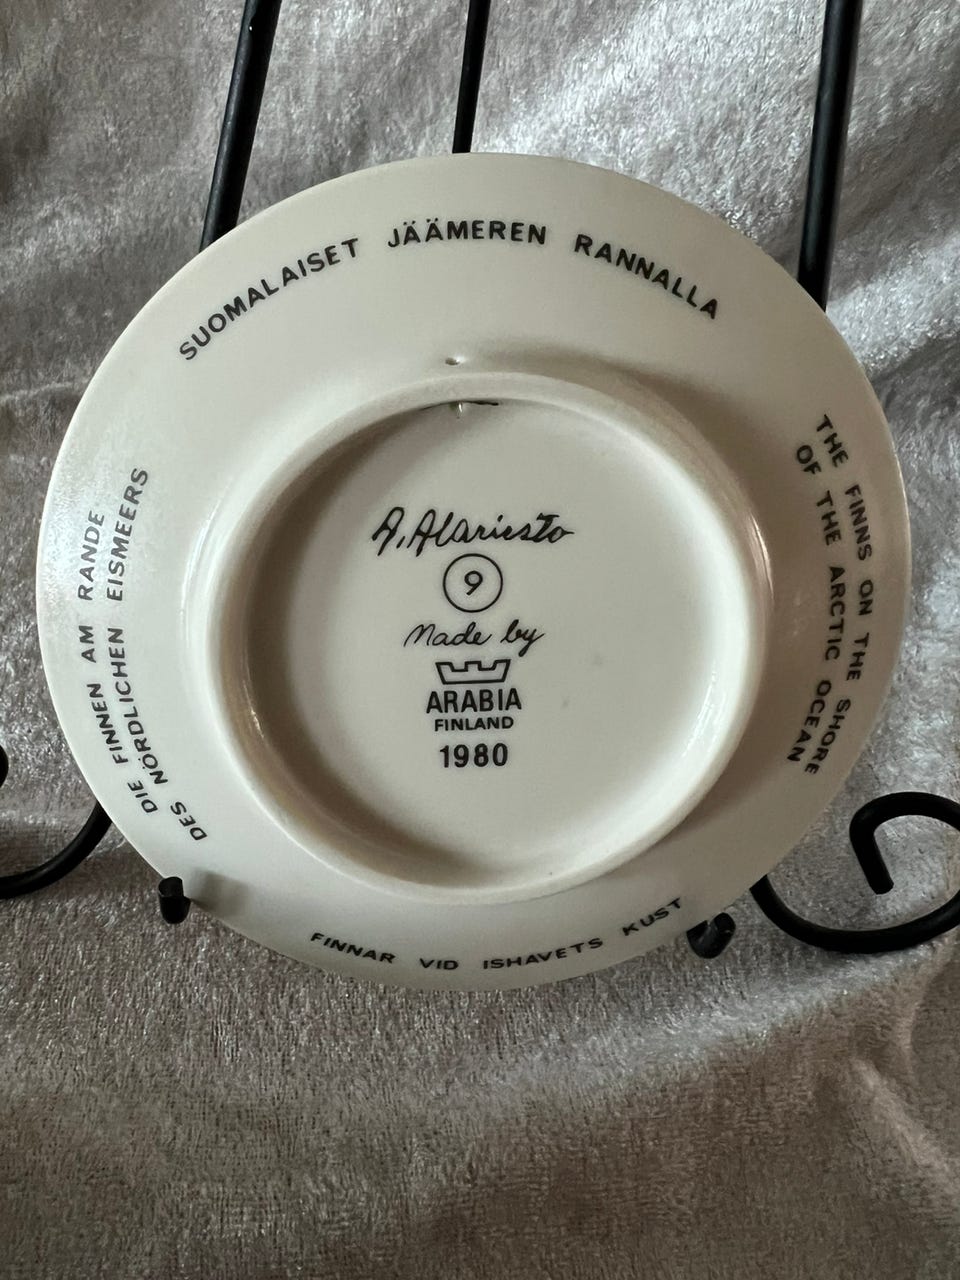 SUOMALAISET JÄÄMEREN RANNALLA
THE FINNS ON THE SHORE
OF THE ARCTIC OCEAN
A. Alariesto
9
Made by
ARABIA
FINLAND
1980
DIE FINNEN AM RANDE
DES NÖRDLICHEN EISMEERS
FINNAR VID ISHAVETS KUST